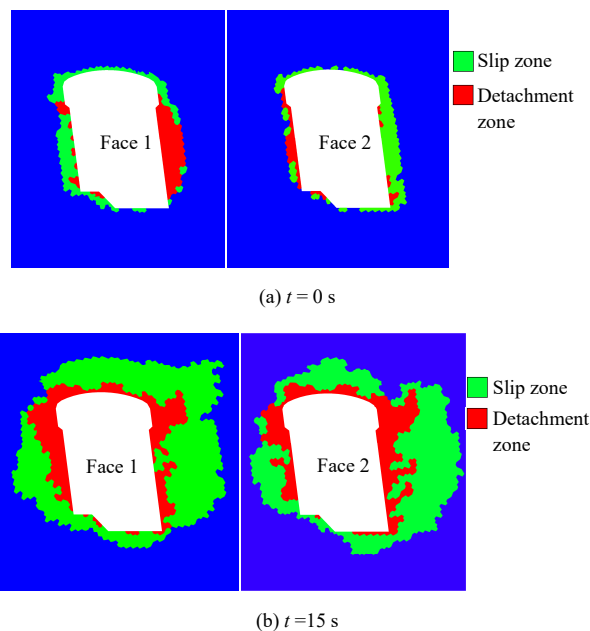 Face 1
Face 2
Slip zone
Detachment
zone
(a) t = 0 s
Face 1
Face 2
Slip zone
Detachment
zone
(b) t =15 s